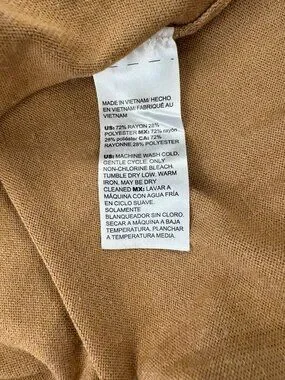 MADE IN VIETNAM/ HECHO
EN VIETNAM/ FABRIQUÉ AU
VIETNAM
US: 72% RAYON 28%
POLYESTER MX: 72% rayón
28% poliéster CA: 72%
RAYONNE 28% POLYESTER
US: MACHINE WASH COLD,
GENTLE CYCLE. ONLY
NON-CHLORINE BLEACH.
TUMBLE DRY LOW. WARM
IRON, MAY BE DRY
CLEANED MX: LAVAR A
MÁQUINA CON AGUA FRÍA
EN CICLO SUAVE.
SOLAMENTE
BLANQUEADOR SIN CLORO.
SECAR A MÁQUINA A BAJA
TEMPERATURA. PLANCHAR
A TEMPERATURA MEDIA.